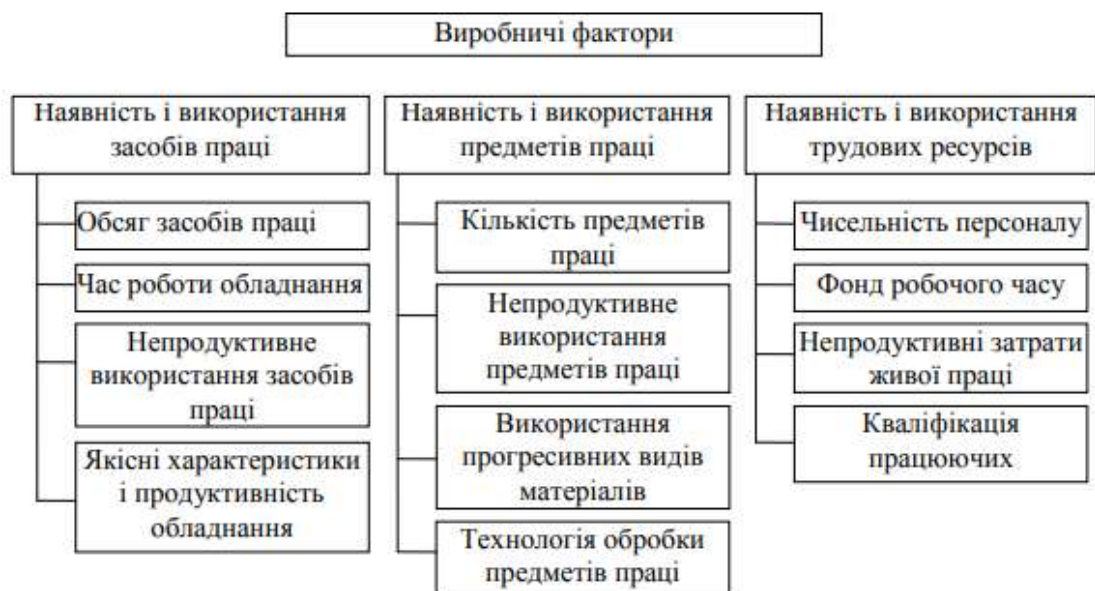 Виробничі фактори
Наявність і використання
засобів праці
Обсяг засобів праці
Час роботи обладнання
Непродуктивне
використання засобів
праці
Якісні характеристики
і продуктивність
обладнання
Наявність і використання
предметів праці
Кількість предметів
праці
Непродуктивне
використання
предметів праці
Використання
прогресивних видів
матеріалів
Технологія обробки
предметів праці
Наявність і використання
трудових ресурсів
Чисельність персоналу
Фонд робочого часу
Непродуктивні затрати
живої праці
Кваліфікація
працюючих